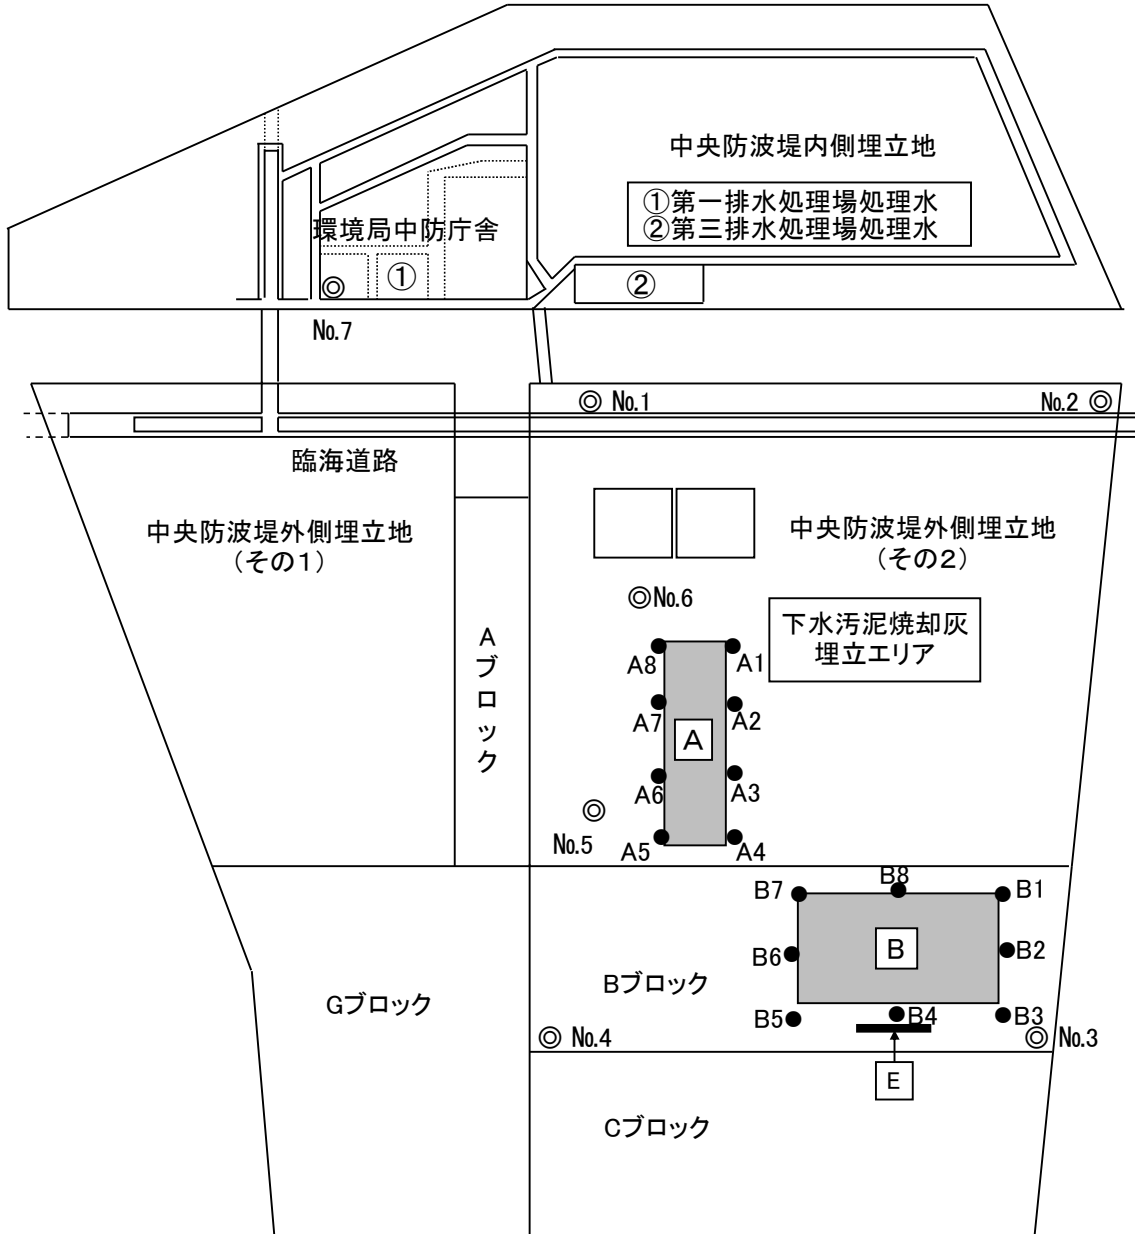 中央防波堤内側埋立地
①第一排水処理場処理水
②第三排水処理場処理水
環境局中防庁舎
①
②
No.7
No.1
No.2
臨海道路
中央防波堤外側埋立地
(その1)
中央防波堤外側埋立地
(その2)
No.6
下水汚泥焼却灰
埋立エリア
Aブロック
A8
A1
A7
A2
A
A6
A3
No.5
A5
A4
B7
B8
B1
B6
B
B2
Gブロック
Bブロック
B5
B4
B3
No.4
No.3
E
Cブロック